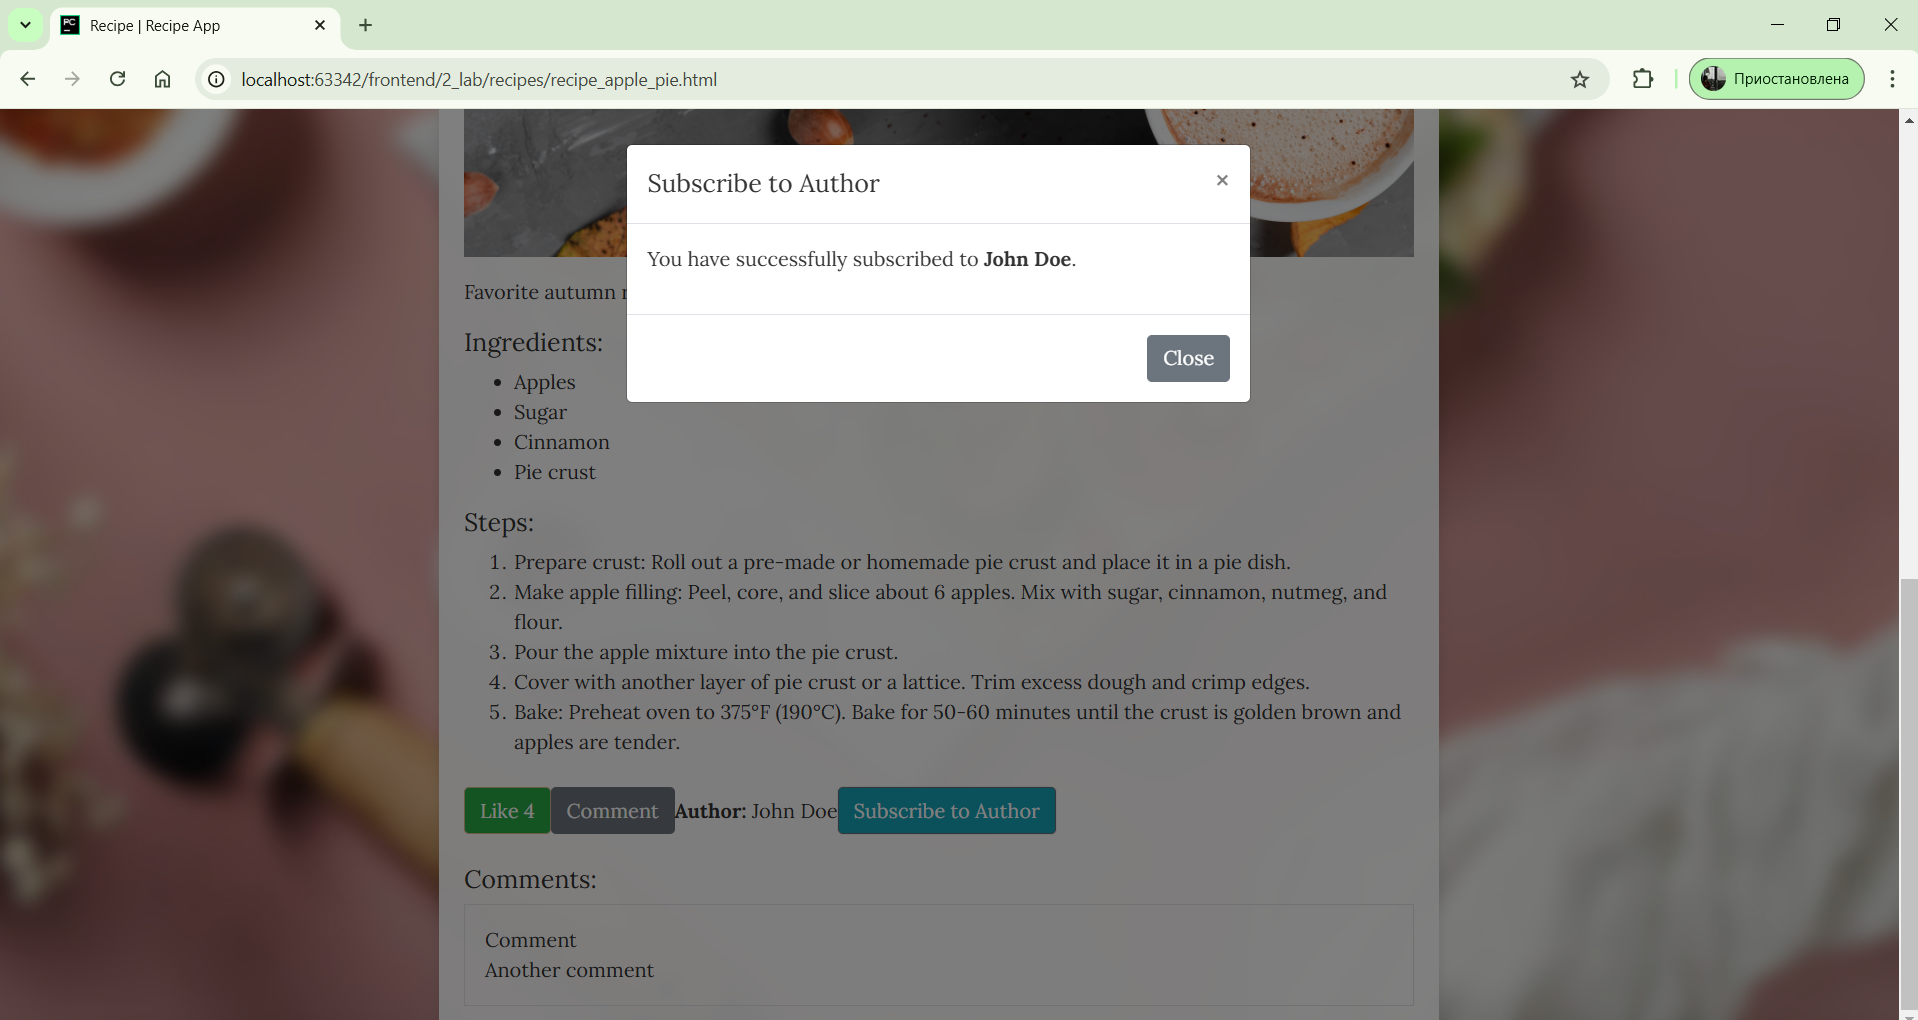 Recipe | Recipe App
localhost:63342/frontend/2_lab/recipes/recipe_apple_pie.html
Приостановлена
Subscribe to Author
×
You have successfully subscribed to John Doe.
Close
Favorite autumn
Ingredients:
• Apples
• Sugar
• Cinnamon
• Pie crust
Steps:
1. Prepare crust: Roll out a pre-made or homemade pie crust and place it in a pie dish.
2. Make apple filling: Peel, core, and slice about 6 apples. Mix with sugar, cinnamon, nutmeg, and
flour.
3. Pour the apple mixture into the pie crust.
4. Cover with another layer of pie crust or a lattice. Trim excess dough and crimp edges.
5. Bake: Preheat oven to 375°F (190°C). Bake for 50-60 minutes until the crust is golden brown and
apples are tender.
Like 4 Comment Author: John Doe Subscribe to Author
Comments:
Comment
Another comment